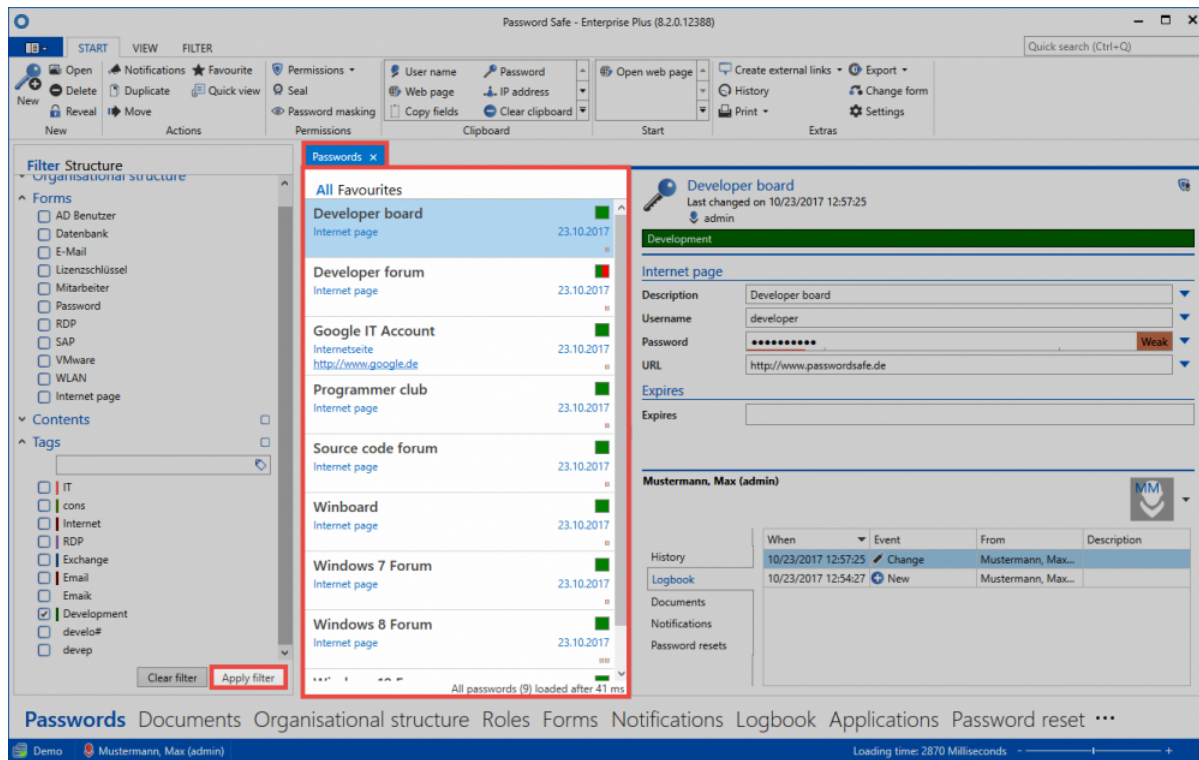 Password Safe - Enterprise Plus (8.2.0.12388)
START VIEW FILTER
Quick search (Ctrl+Q)
New
Open
Delete
Reveal
New
Notifications Favourite
Duplicate Quick view
Move
Actions
Permissions
Seal
Password masking
Permissions
User name Password
Web page IP address
Copy fields Clear clipboard
Clipboard
Open web page
Start
Create external links Export
History Change form
Print Settings
Extras
Filter Structure
Organisational structure
Forms
AD Benutzer
Datenbank
E-Mail
Lizenzschlüssel
Mitarbeiter
Password
RDP
SAP
VMware
WLAN
Internet page
Contents
Tags
IT
cons
Internet
RDP
Exchange
Email
Emaik
Development
develo#
devep
Clear filter Apply filter
Passwords ×
All Favourites
Developer board
Internet page 23.10.2017
Developer forum
Internet page 23.10.2017
Google IT Account
Internetseite 23.10.2017
http://www.google.de
Programmer club
Internet page 23.10.2017
Source code forum
Internet page 23.10.2017
Winboard
Internet page 23.10.2017
Windows 7 Forum
Internet page 23.10.2017
Windows 8 Forum
Internet page 23.10.2017
All passwords (9) loaded after 41 ms
Developer board
Last changed on 10/23/2017 12:57:25
admin
Development
Internet page
Description Developer board
Username developer
Password ●●●●●●●●●● Weak
URL http://www.passwordsafe.de
Expires
Expires
Mustermann, Max (admin)
MM
History
Logbook
Documents
Notifications
Password resets
When Event From Description
10/23/2017 12:57:25 Change Mustermann, Max...
10/23/2017 12:54:27 New Mustermann, Max...
Passwords Documents Organisational structure Roles Forms Notifications Logbook Applications Password reset •••
Demo Mustermann, Max (admin) Loading time: 2870 Milliseconds - +